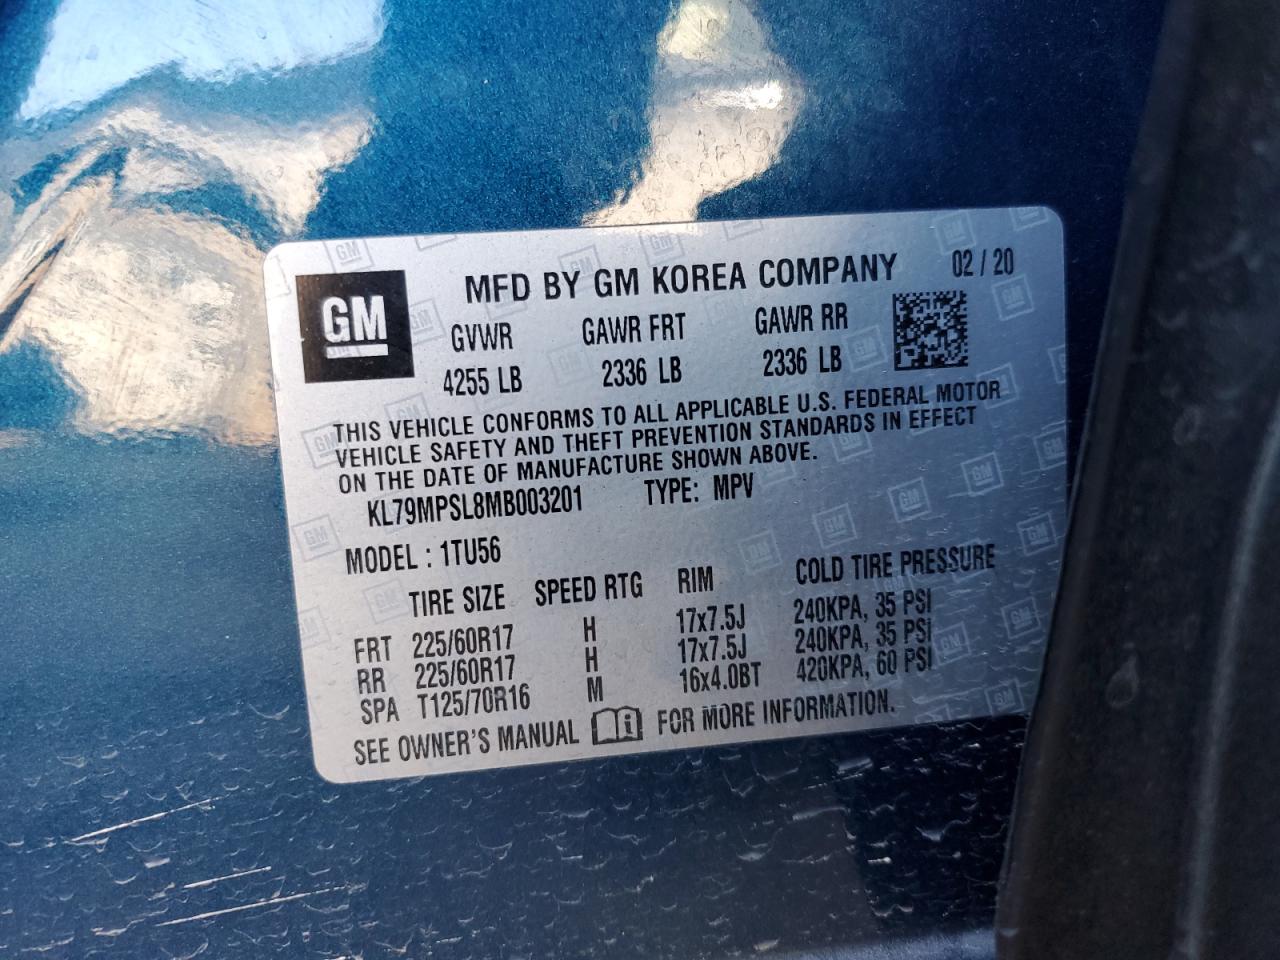 GM MFD BY GM KOREA COMPANY 02 / 20
GVWR GAWR FRT GAWR RR
4255 LB 2336 LB 2336 LB
THIS VEHICLE CONFORMS TO ALL APPLICABLE U.S. FEDERAL MOTOR
VEHICLE SAFETY AND THEFT PREVENTION STANDARDS IN EFFECT
ON THE DATE OF MANUFACTURE SHOWN ABOVE.
KL79MPSL8MB003201 TYPE: MPV
MODEL : 1TU56
TIRE SIZE SPEED RTG RIM COLD TIRE PRESSURE
FRT 225/60R17 H 17x7.5J 240KPA, 35 PSI
RR 225/60R17 H 17x7.5J 240KPA, 35 PSI
SPA T125/70R16 M 16x4.0BT 420KPA, 60 PSI
SEE OWNER'S MANUAL FOR MORE INFORMATION.